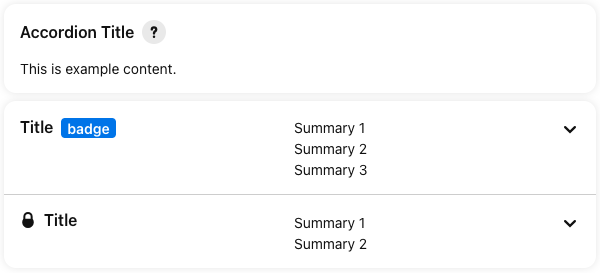 Accordion Title ?
This is example content.
Title badge
Summary 1
Summary 2
Summary 3
Title
Summary 1
Summary 2